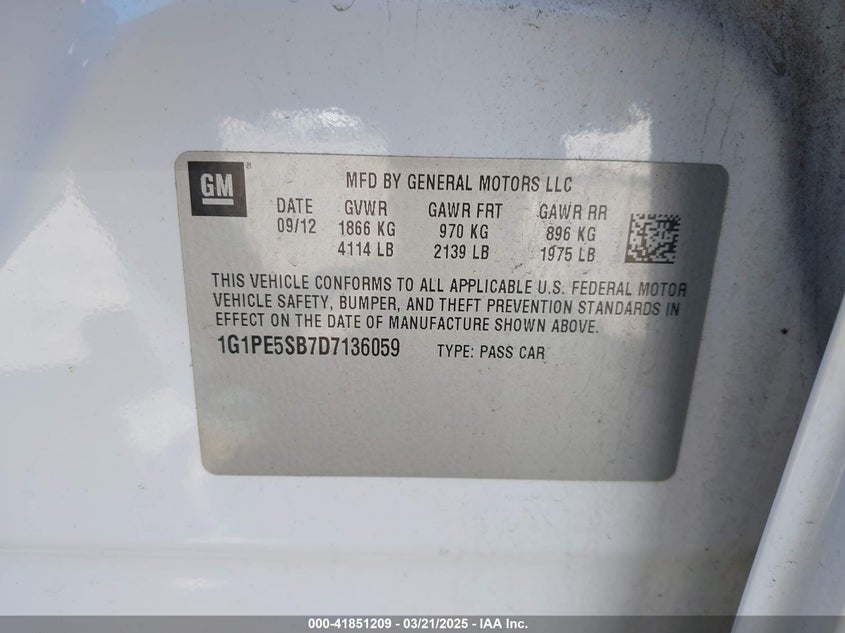 GM
MFD BY GENERAL MOTORS LLC
DATE GVWR GAWR FRT GAWR RR
09/12 1866 KG 970 KG 896 KG
4114 LB 2139 LB 1975 LB
THIS VEHICLE CONFORMS TO ALL APPLICABLE U.S. FEDERAL MOTOR
VEHICLE SAFETY, BUMPER, AND THEFT PREVENTION STANDARDS IN
EFFECT ON THE DATE OF MANUFACTURE SHOWN ABOVE.
1G1PE5SB7D7136059 TYPE: PASS CAR
000-41851209 - 03/21/2025 - IAA Inc.